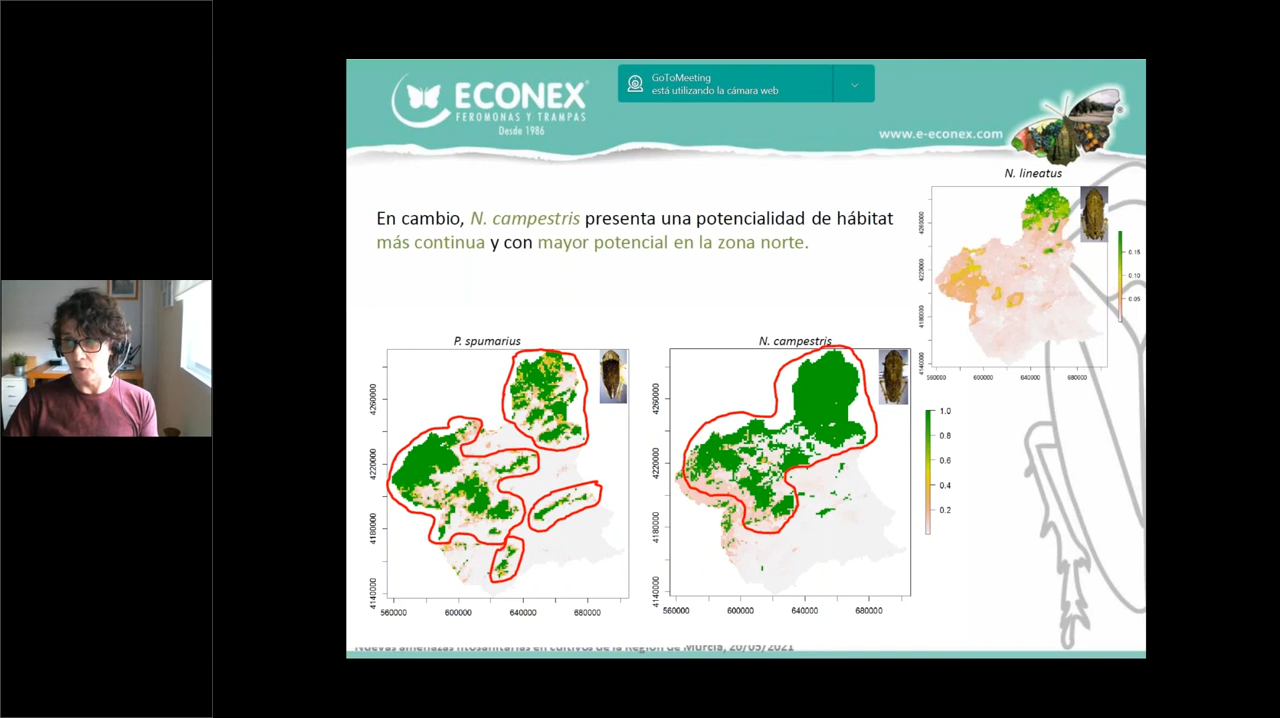 GoToMeeting
está utilizando la cámara web
ECONEX
FEROMONAS Y TRAMPAS
Desde 1986
www.e-econex.com
®
N. lineatus
En cambio, N. campestris presenta una potencialidad de hábitat
más continua y con mayor potencial en la zona norte.
4260000
4220000
4180000
4140000
560000 600000 640000 680000
0.15
0.10
0.05
P. spumarius
4260000
4220000
4180000
4140000
560000 600000 640000 680000
N. campestris
4260000
4220000
4180000
4140000
560000 600000 640000 680000
1.0
0.8
0.6
0.4
0.2
Nuevas amenazas fitosanitarias en cultivos de la Región de Murcia, 20/05/2021